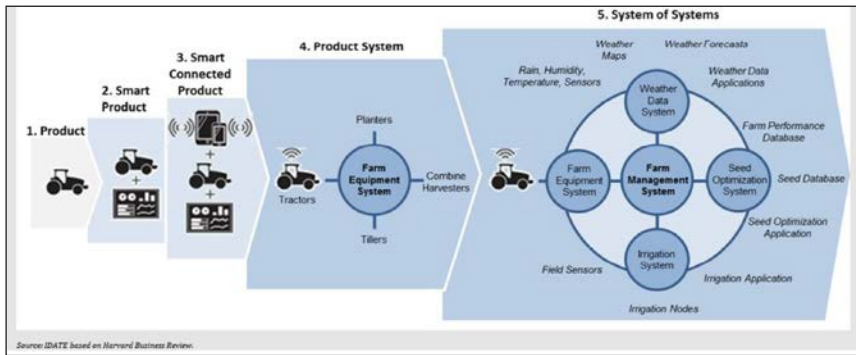 1. Product
2. Smart
Product
3. Smart
Connected
Product
4. Product System
Planters
Farm
Equipment
System
Tractors
Combine
Harvesters
Tillers
5. System of Systems
Weather
Maps
Weather Forecasta
Rain, Humidity,
Temperature, Sensors
Weather
Data
System
Weather Data
Applications
Farm Performance
Database
Farm
Equipment
System
Farm
Management
System
Seed
Optimization
System
Seed Database
Seed Optimization
Application
Field Sensors
Irrigation
System
Irrigation Application
Irrigation Nodes
Source: IDATE based on Harvard Business Review.